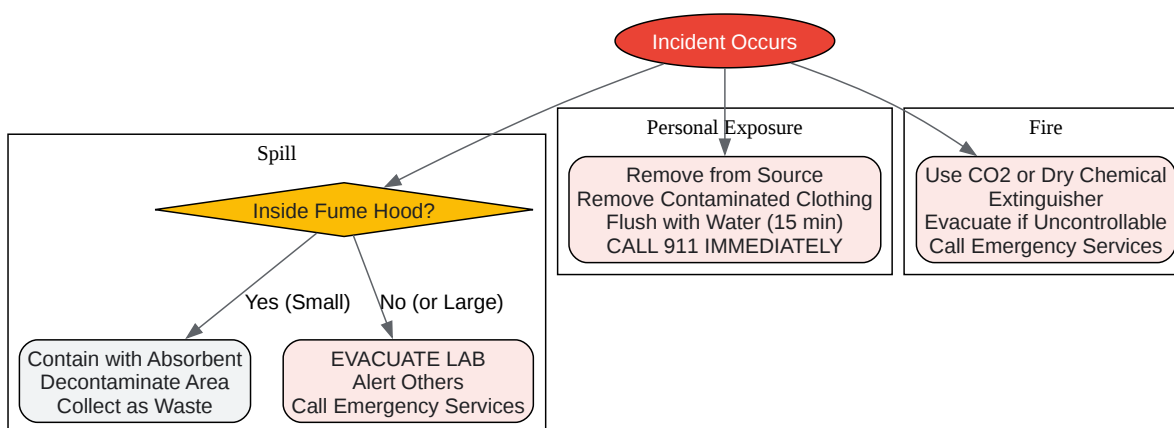 Incident Occurs
Spill
Inside Fume Hood?
Yes (Small)
No (or Large)
Contain with Absorbent
Decontaminate Area
Collect as Waste
EVACUATE LAB
Alert Others
Call Emergency Services
Personal Exposure
Remove from Source
Remove Contaminated Clothing
Flush with Water (15 min)
CALL 911 IMMEDIATELY
Fire
Use CO2 or Dry Chemical
Extinguisher
Evacuate if Uncontrollable
Call Emergency Services